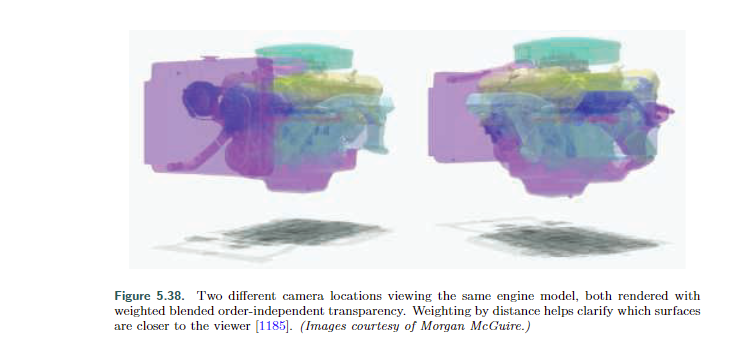 Figure 5.38. Two different camera locations viewing the same engine model, both rendered with
weighted blended order-independent transparency. Weighting by distance helps clarify which surfaces
are closer to the viewer [1185]. (Images courtesy of Morgan McGuire.)